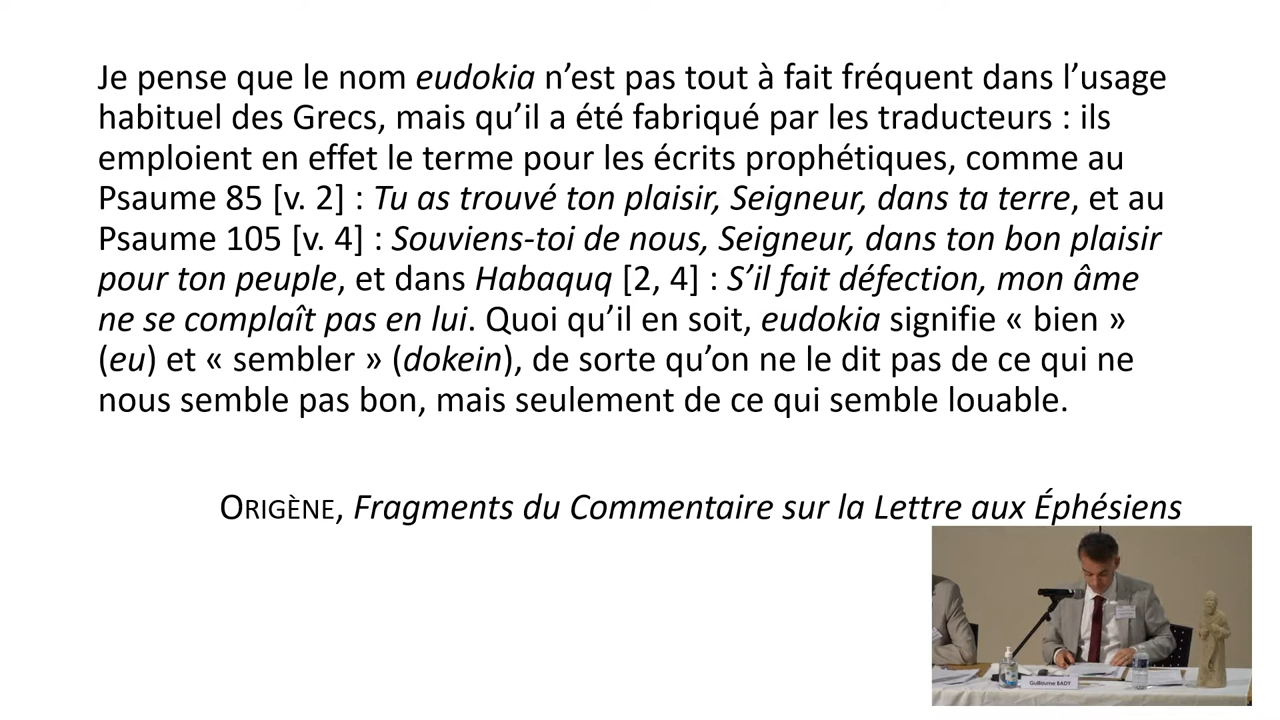 Je pense que le nom eudokia n’est pas tout à fait fréquent dans l’usage
habituel des Grecs, mais qu’il a été fabriqué par les traducteurs : ils
emploient en effet le terme pour les écrits prophétiques, comme au
Psaume 85 [v. 2] : Tu as trouvé ton plaisir, Seigneur, dans ta terre, et au
Psaume 105 [v. 4] : Souviens-toi de nous, Seigneur, dans ton bon plaisir
pour ton peuple, et dans Habaquq [2, 4] : S’il fait défection, mon âme
ne se complaît pas en lui. Quoi qu’il en soit, eudokia signifie « bien »
(eu) et « sembler » (dokein), de sorte qu’on ne le dit pas de ce qui ne
nous semble pas bon, mais seulement de ce qui semble louable.
ORIGÈNE, Fragments du Commentaire sur la Lettre aux Éphésiens
Guillaume BADY